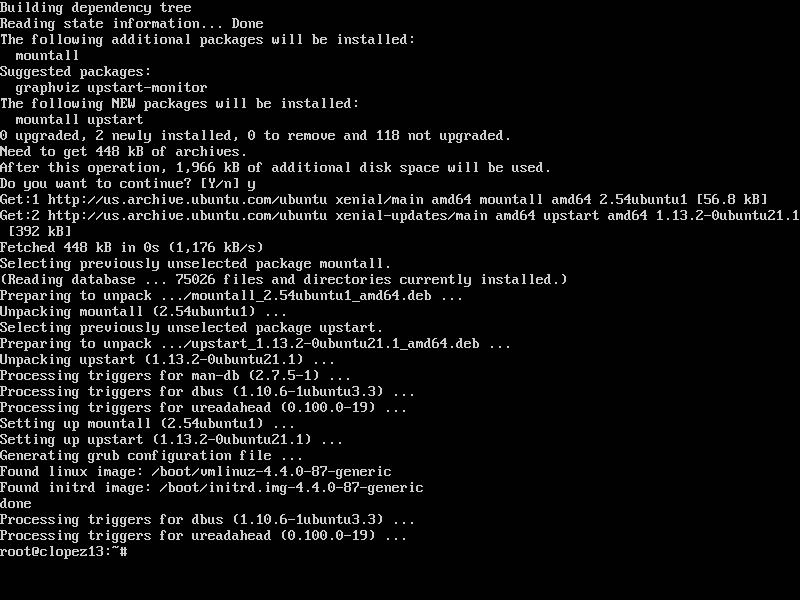 Building dependency tree
Reading state information... Done
The following additional packages will be installed:
  mountall
Suggested packages:
  graphviz upstart-monitor
The following NEW packages will be installed:
  mountall upstart
0 upgraded, 2 newly installed, 0 to remove and 118 not upgraded.
Need to get 448 kB of archives.
After this operation, 1,966 kB of additional disk space will be used.
Do you want to continue? [Y/n] y
Get:1 http://us.archive.ubuntu.com/ubuntu xenial/main amd64 mountall amd64 2.54ubuntu1 [56.8 kB]
Get:2 http://us.archive.ubuntu.com/ubuntu xenial-updates/main amd64 upstart amd64 1.13.2-0ubuntu21.1
 [392 kB]
Fetched 448 kB in 0s (1,176 kB/s)
Selecting previously unselected package mountall.
(Reading database ... 75026 files and directories currently installed.)
Preparing to unpack .../mountall_2.54ubuntu1_amd64.deb ...
Unpacking mountall (2.54ubuntu1) ...
Selecting previously unselected package upstart.
Preparing to unpack .../upstart_1.13.2-0ubuntu21.1_amd64.deb ...
Unpacking upstart (1.13.2-0ubuntu21.1) ...
Processing triggers for man-db (2.7.5-1) ...
Processing triggers for dbus (1.10.6-1ubuntu3.3) ...
Processing triggers for ureadahead (0.100.0-19) ...
Setting up mountall (2.54ubuntu1) ...
Setting up upstart (1.13.2-0ubuntu21.1) ...
Generating grub configuration file ...
Found linux image: /boot/vmlinuz-4.4.0-87-generic
Found initrd image: /boot/initrd.img-4.4.0-87-generic
done
Processing triggers for dbus (1.10.6-1ubuntu3.3) ...
Processing triggers for ureadahead (0.100.0-19) ...
root@clopez13:~#